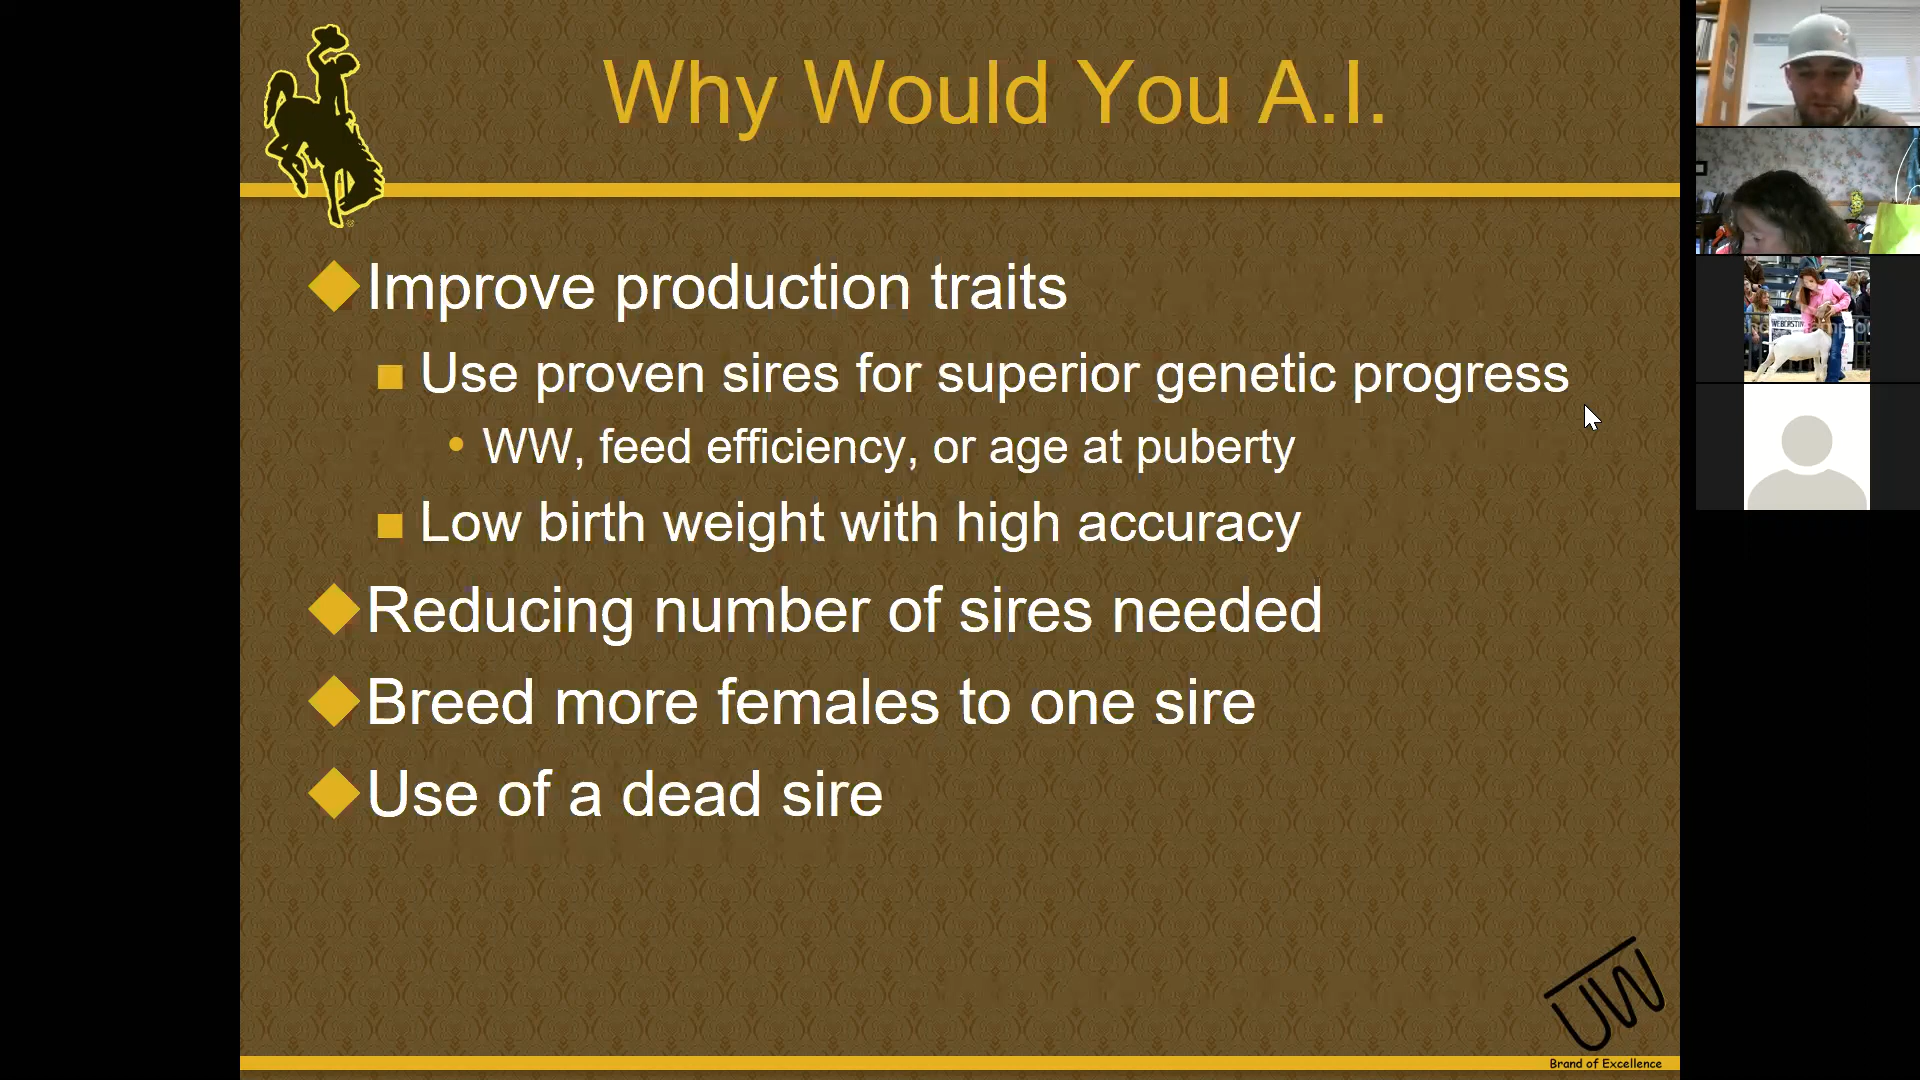 Why Would You A.I.
Improve production traits
Use proven sires for superior genetic progress
WW, feed efficiency, or age at puberty
Low birth weight with high accuracy
Reducing number of sires needed
Breed more females to one sire
Use of a dead sire
UW
Brand of Excellence